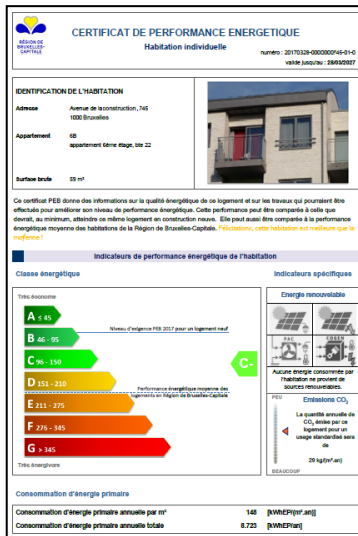 RÉGION DE
BRUXELLES-
CAPITALE
CERTIFICAT DE PERFORMANCE ENERGETIQUE
Habitation individuelle
numéro : 20170328-0000000F45-01-0
valide jusqu'au : 28/03/2027
IDENTIFICATION DE L'HABITATION
Adresse Avenue de laconstruction, 745
1000 Bruxelles
Appartement 6B
appartement 6ème étage, bte 22
Surface brute 59 m²
Ce certificat PEB donne des informations sur la qualité énergétique de ce logement et sur les travaux qui pourraient être
effectués pour améliorer son niveau de performance énergétique. Cette performance peut être comparée à celle que
devrait, au minimum, atteindre ce même logement en construction neuve. Elle peut aussi être comparée à la performance
énergétique moyenne des habitations de la Région de Bruxelles-Capitale. Félicitations, cette habitation est meilleure que la
moyenne !
Indicateurs de performance énergétique de l'habitation
Classe énergétique
Très économe
A ≤ 45
B 46 - 95
C 96 - 150
D 151 - 210
E 211 - 275
F 276 - 345
G > 345
Très énergivore
Niveau d'exigence PEB 2017 pour un logement neuf
C-
Performance énergétique moyenne des
logements en Région de Bruxelles-Capitale
Indicateurs spécifiques
Energie renouvelable
PAC
COGEN
Aucune énergie consommée par
l'habitation ne provient de
sources renouvelables.
PEU
Emissions CO₂
La quantité annuelle de
CO₂ émise par ce
logement pour un
usage standardisé sera
de
29 kg/(m².an)
BEAUCOUP
Consommation d'énergie primaire
Consommation d'énergie primaire annuelle par m² 148 [kWhEP/(m².an)]
Consommation d'énergie primaire annuelle totale 8.723 [kWhEP/an]